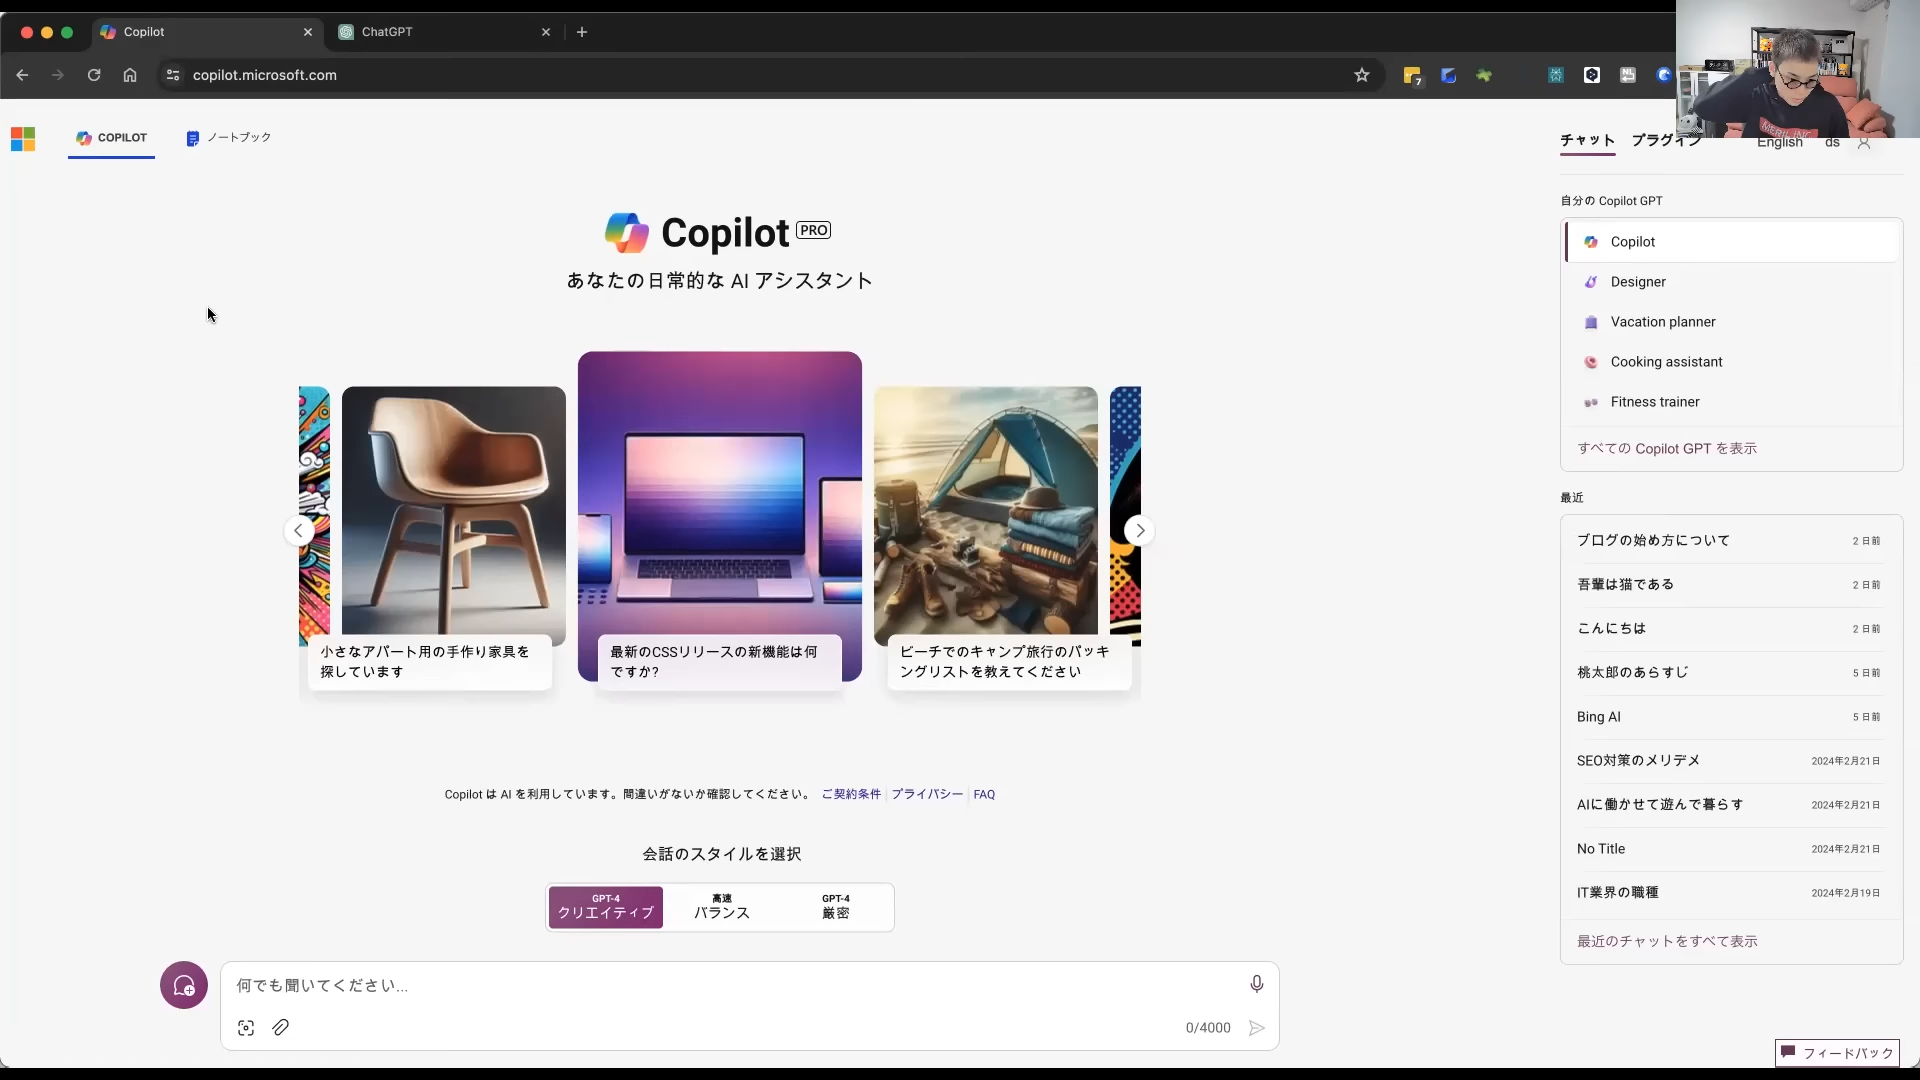 Copilot
ChatGPT
copilot.microsoft.com
7
COPILOT
ノートブック
チャット
プラグイン
English
ds
Copilot PRO
あなたの日常的な AI アシスタント
小さなアパート用の手作り家具を
探しています
最新のCSSリリースの新機能は何
ですか?
ビーチでのキャンプ旅行のパッキ
ングリストを教えてください
Copilot は AI を利用しています。間違いがないか確認してください。 ご契約条件 プライバシー FAQ
会話のスタイルを選択
GPT-4
クリエイティブ
高速
バランス
GPT-4
厳密
何でも聞いてください...
0/4000
自分の Copilot GPT
Copilot
Designer
Vacation planner
Cooking assistant
Fitness trainer
すべての Copilot GPT を表示
最近
ブログの始め方について 2 日前
吾輩は猫である 2 日前
こんにちは 2 日前
桃太郎のあらすじ 5 日前
Bing AI 5 日前
SEO対策のメリデメ 2024年2月21日
AIに働かせて遊んで暮らす 2024年2月21日
No Title 2024年2月21日
IT業界の職種 2024年2月19日
最近のチャットをすべて表示
フィードバック